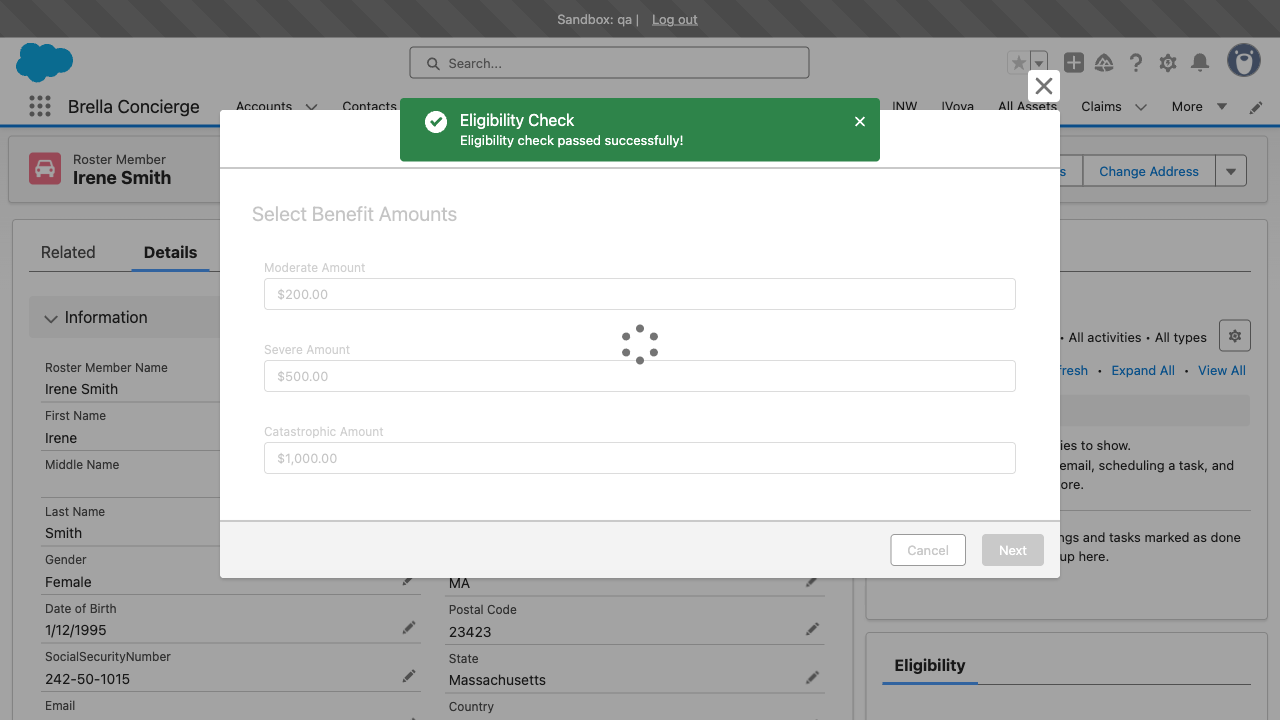 Sandbox: qa | Log out
Search...
Brella Concierge
Accounts
Contacts
INW
IVova
All Assets
Claims
More
Eligibility Check
Eligibility check passed successfully!
Roster Member
Irene Smith
Change Address
Select Benefit Amounts
Related
Details
Moderate Amount
$200.00
Information
All activities • All types
Severe Amount
$500.00
Roster Member Name
Irene Smith
Expand All • View All
First Name
Irene
Catastrophic Amount
$1,000.00
Middle Name
to show.
email, scheduling a task, and
Last Name
Smith
and tasks marked as done
up here.
Cancel
Next
Gender
Female
MA
Date of Birth
1/12/1995
Postal Code
23423
SocialSecurityNumber
242-50-1015
State
Massachusetts
Eligibility
Email
Country